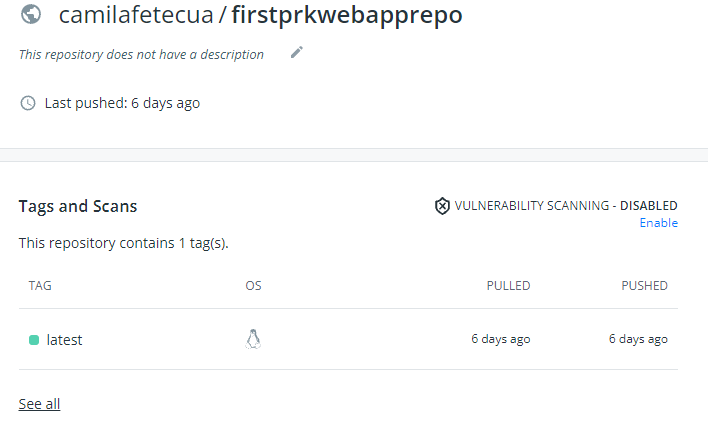 camilafetecua / firstprkwebapprepo
This repository does not have a description
Last pushed: 6 days ago
Tags and Scans
VULNERABILITY SCANNING - DISABLED
Enable
This repository contains 1 tag(s).
TAG OS PULLED PUSHED
latest 6 days ago 6 days ago
See all